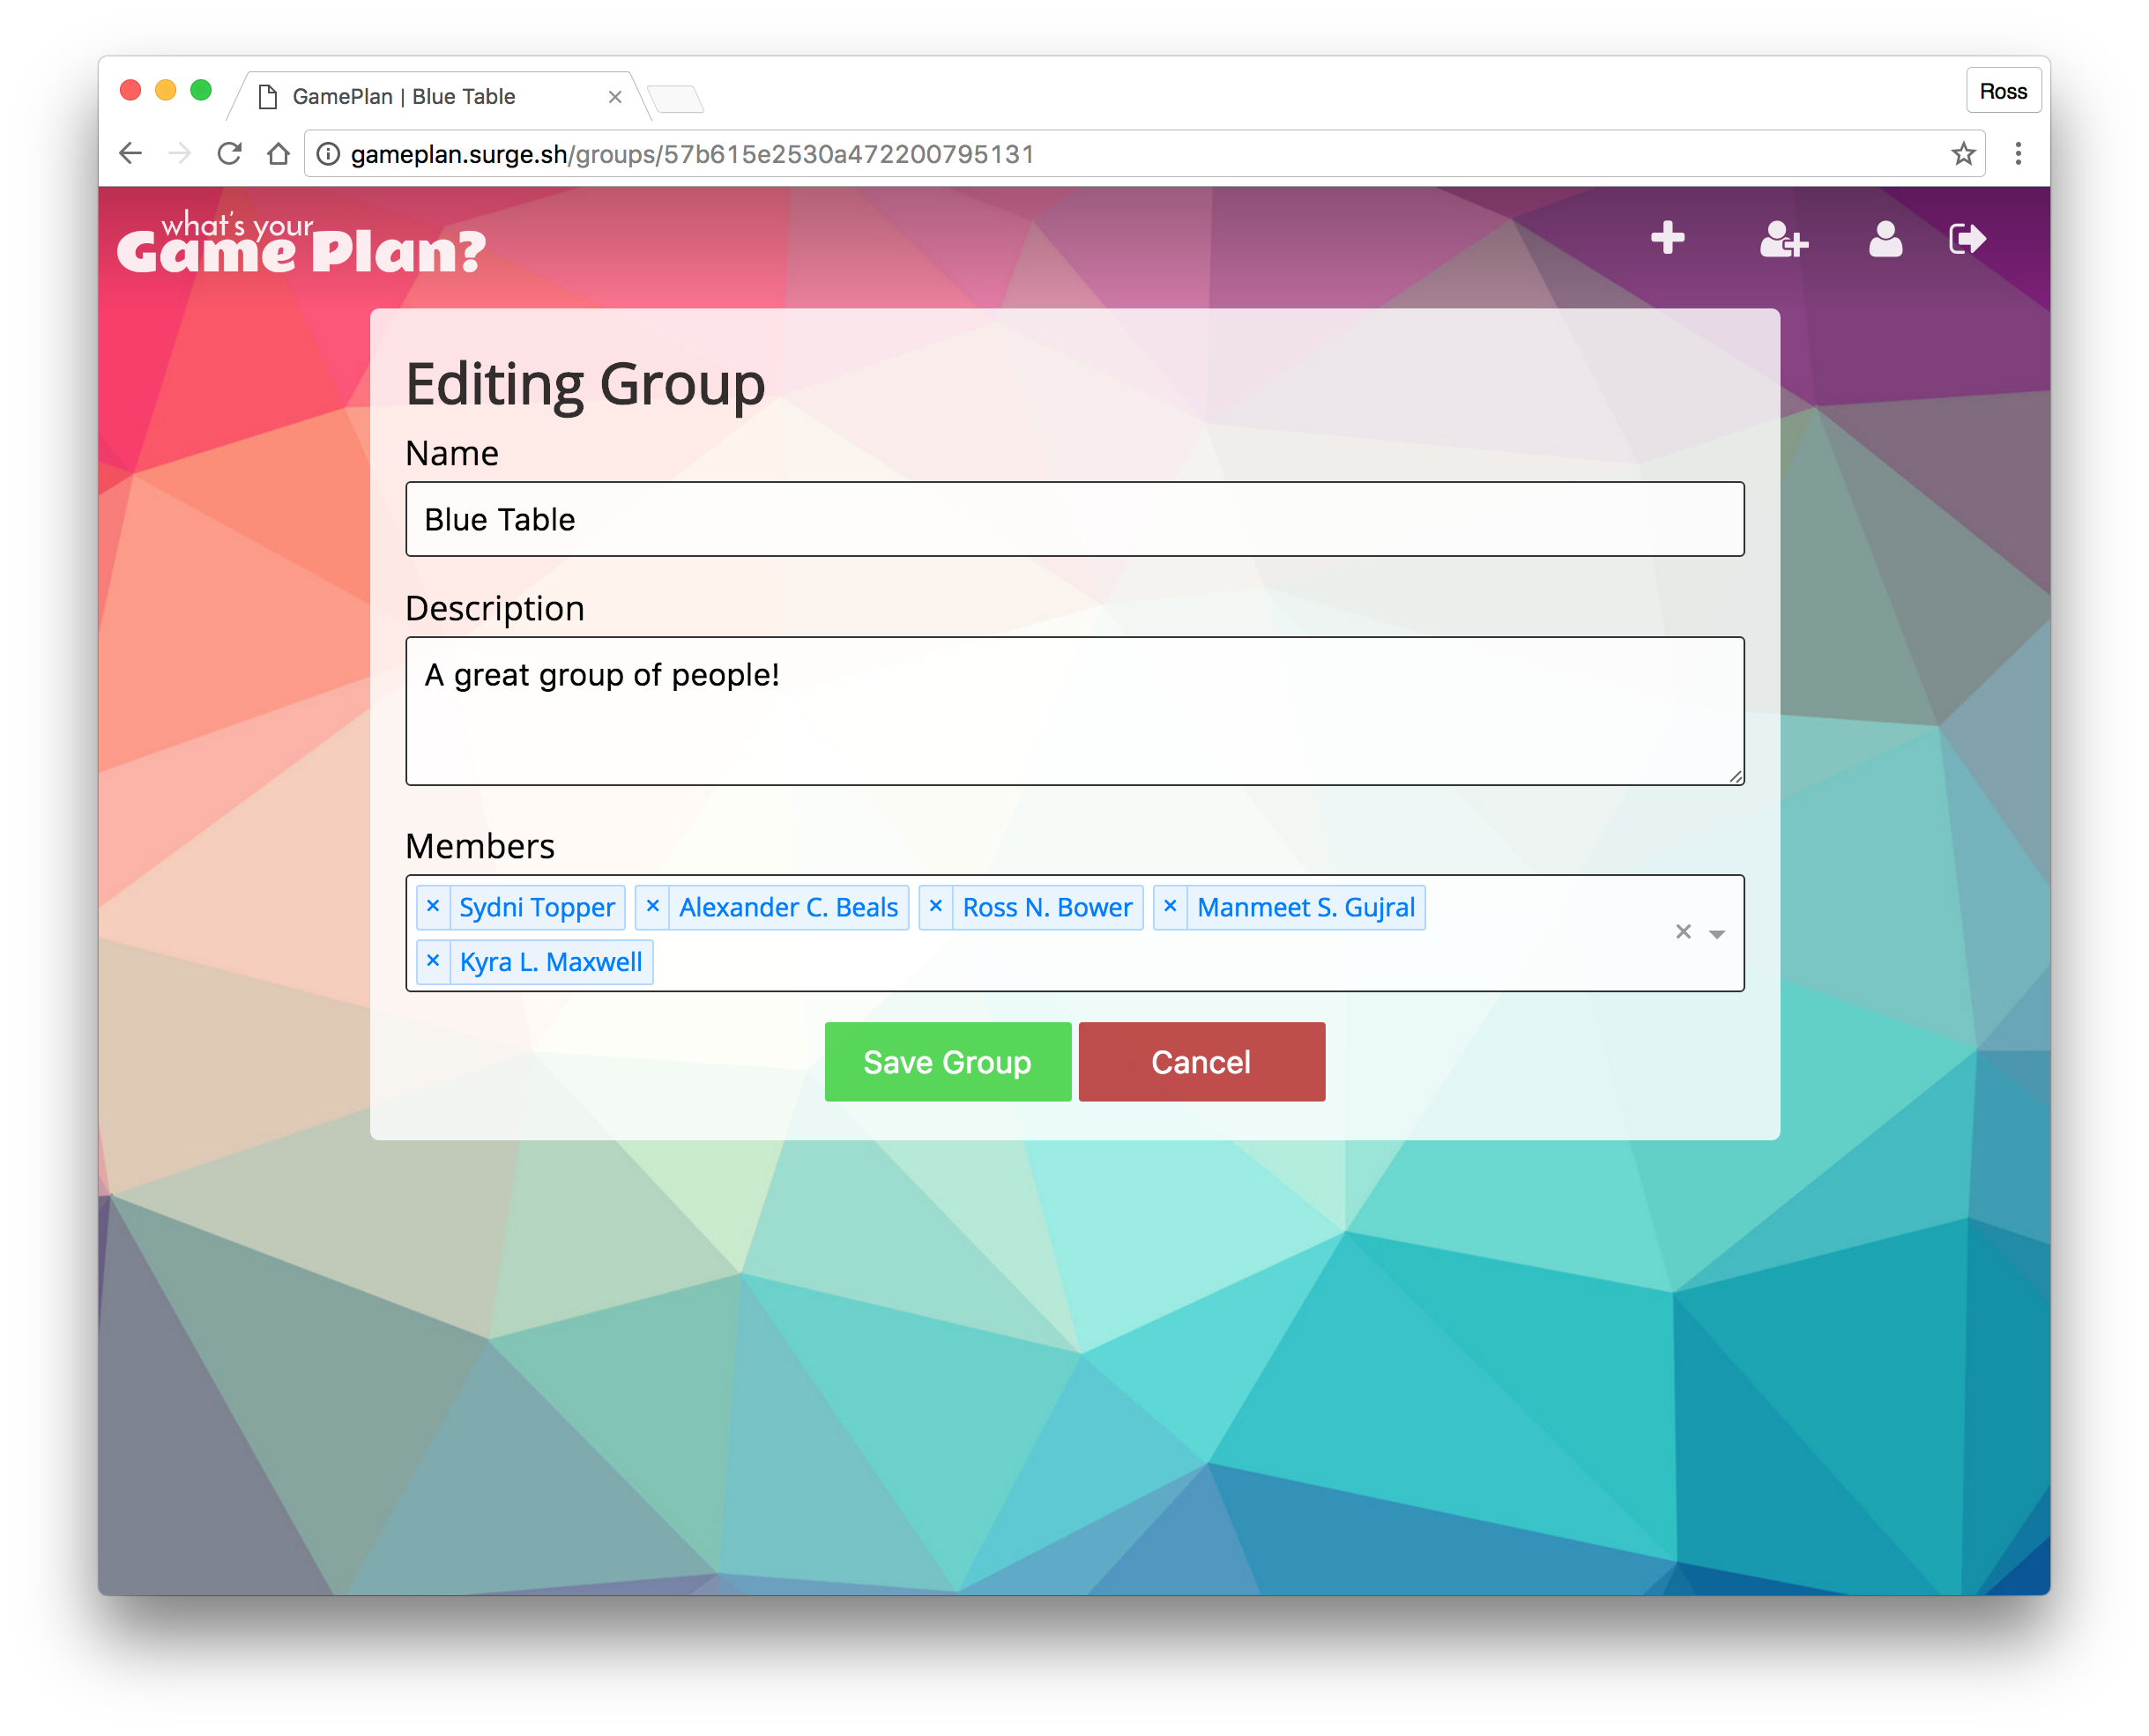 GamePlan | Blue Table
Ross
gameplan.surge.sh/groups/57b615e2530a472200795131
what's your
Game Plan?
Editing Group
Name
Blue Table
Description
A great group of people!
Members
× Sydni Topper × Alexander C. Beals × Ross N. Bower × Manmeet S. Gujral
× Kyra L. Maxwell
Save Group Cancel